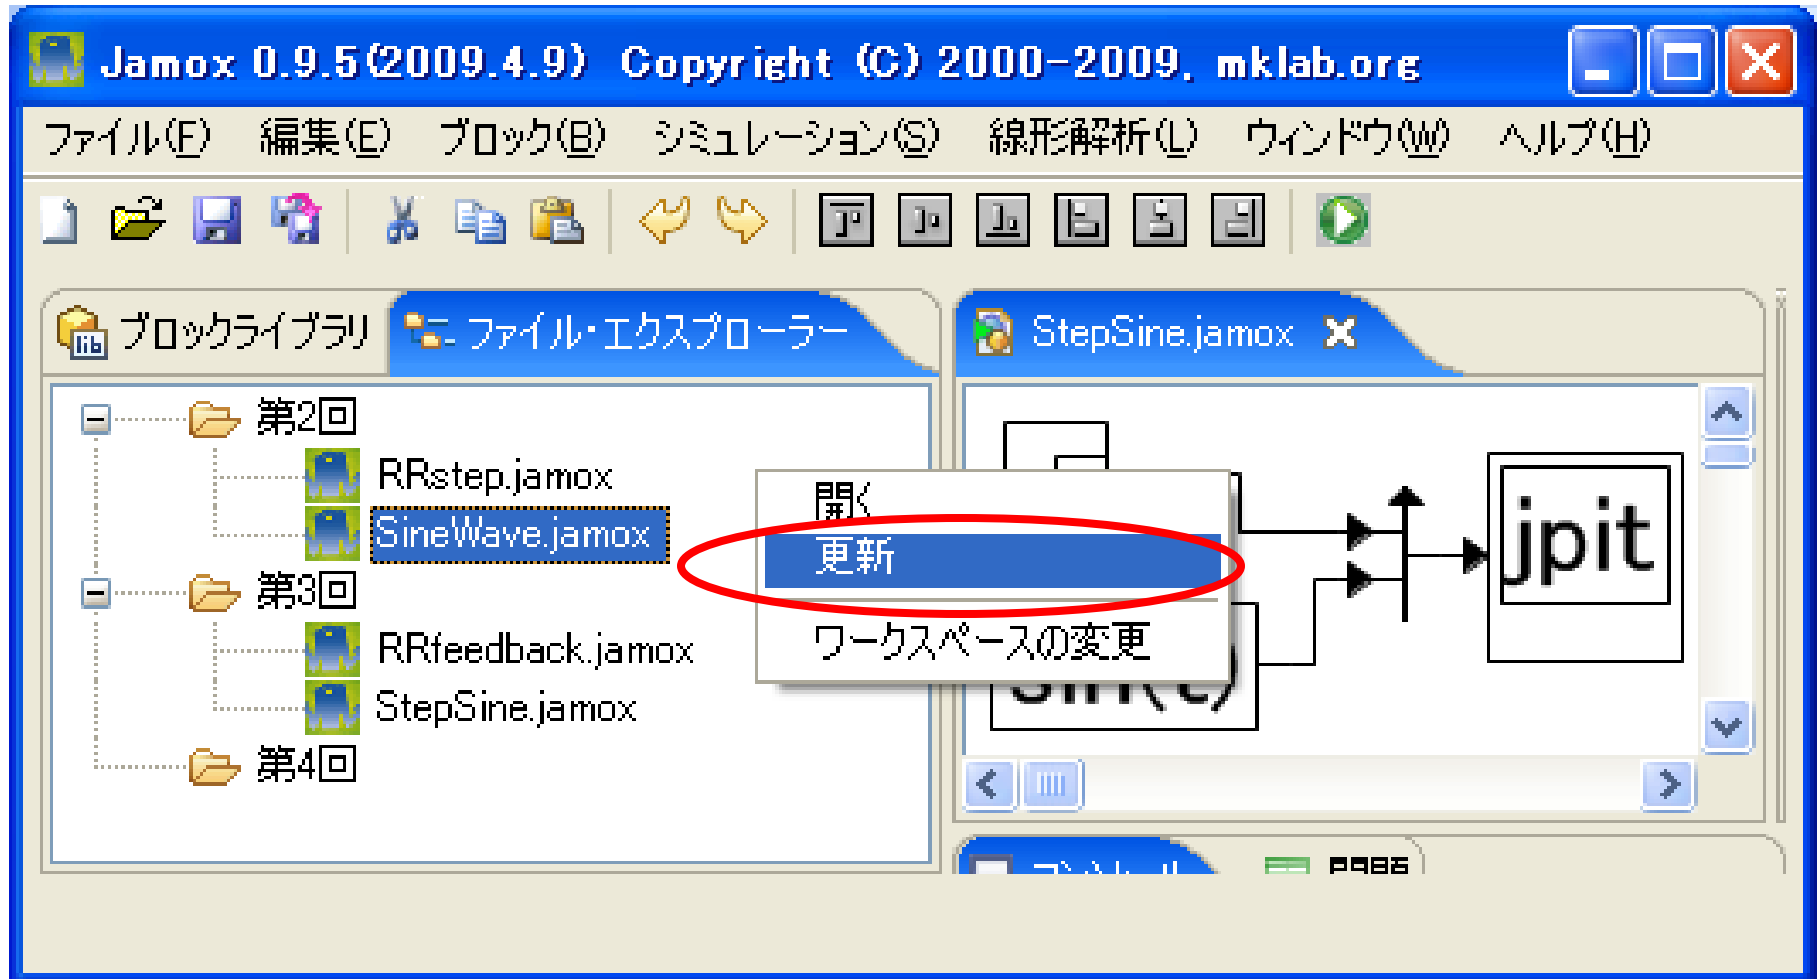 Jamox 0.9.5(2009.4.9) Copyright (C) 2000-2009, mklab.org
ファイル(F) 編集(E) ブロック(B) シミュレーション(S) 線形解析(L) ウィンドウ(W) ヘルプ(H)
lib ブロックライブラリ ファイル・エクスプローラー StepSine.jamox
第2回
RRstep.jamox
SineWave.jamox
第3回
RRfeedback.jamox
StepSine.jamox
第4回
開く
更新
ワークスペースの変更
jpit
sin(t)